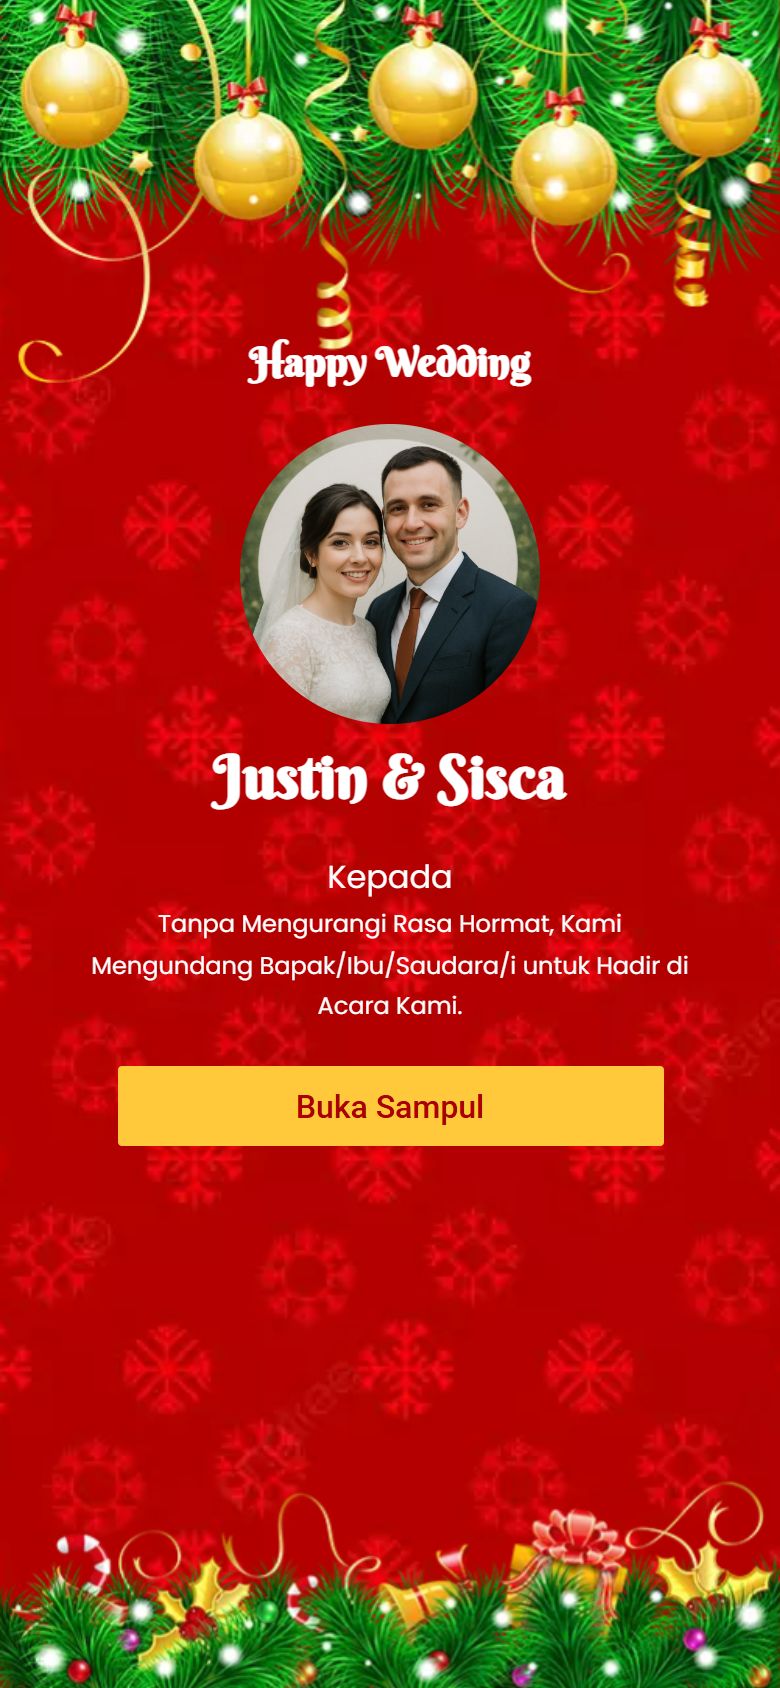 Happy Wedding
Justin & Sisca
Kepada
Tanpa Mengurangi Rasa Hormat, Kami
Mengundang Bapak/Ibu/Saudara/i untuk Hadir di
Acara Kami.
Buka Sampul